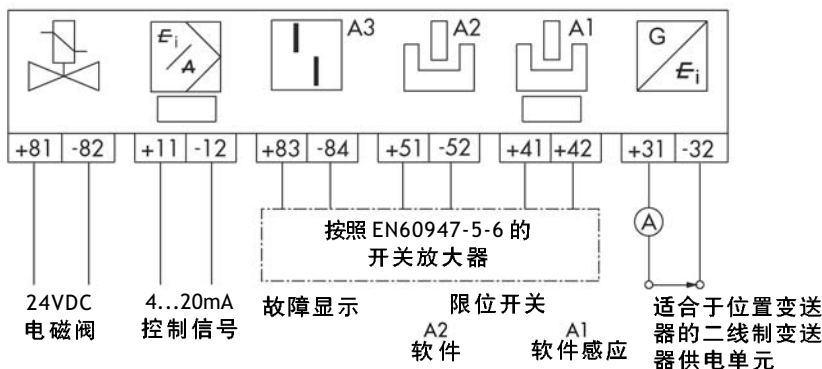 E i / A A3 A2 A1 G E i
+81 -82 +11 -12 +83 -84 +51 -52 +41 +42 +31 -32
按照 EN60947-5-6 的
开关放大器
A
24VDC
电磁阀
4...20mA
控制信号
故障显示
限位开关
A2
软件
A1
软件感应
适合于位置变送
器的二线制变送
器供电单元